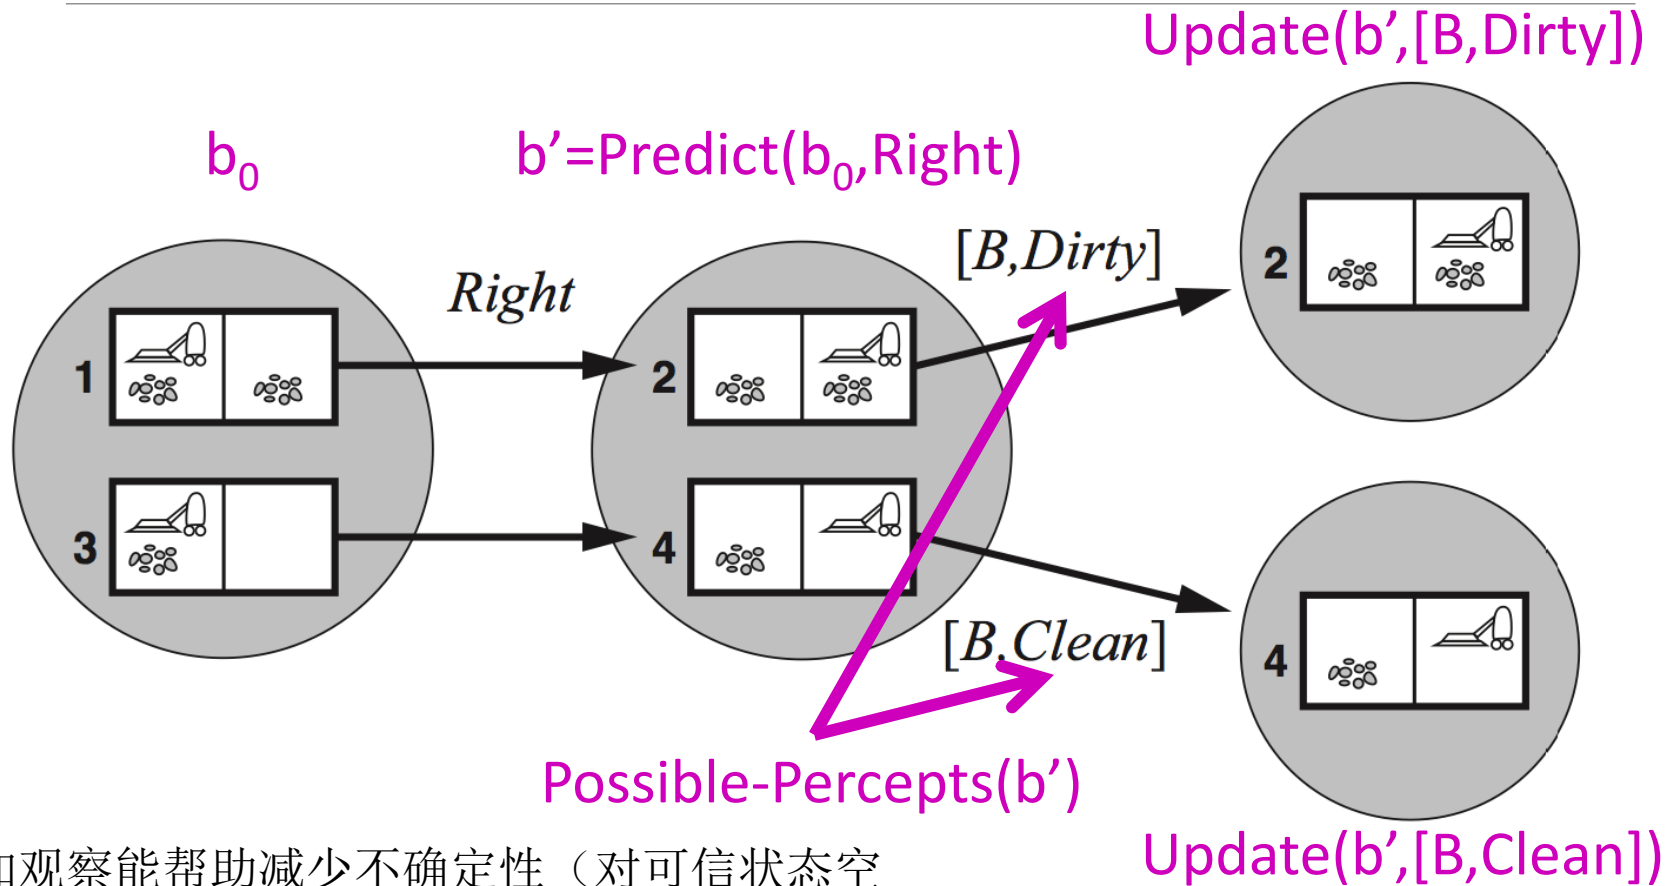 Update(b’,[B,Dirty])
b₀
b’=Predict(b₀,Right)
[B,Dirty]
Right
1
2
2
3
4
4
[B,Clean]
Possible-Percepts(b’)
观察能帮助减少不确定性（对可信状态空
Update(b’,[B,Clean])